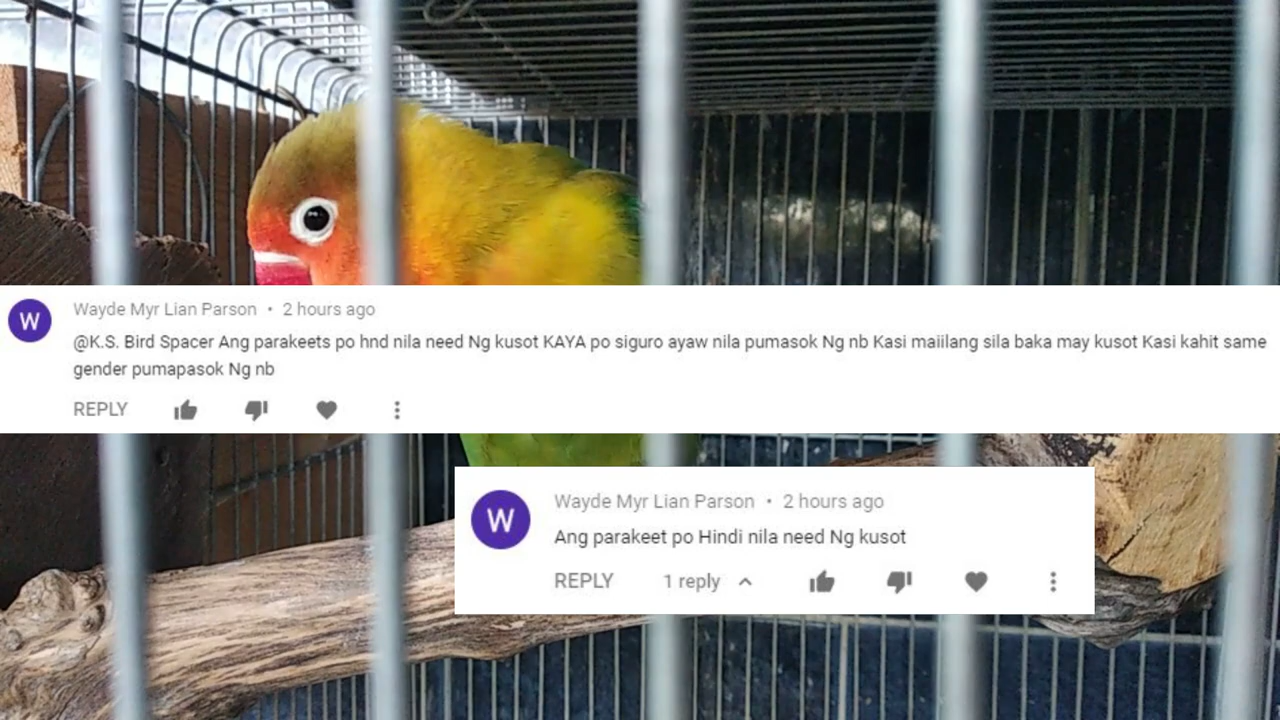 W
Wayde Myr Lian Parson • 2 hours ago
@K.S. Bird Spacer Ang parakeets po hnd nila need Ng kusot KAYA po siguro ayaw nila pumasok Ng nb Kasi maiilang sila baka may kusot Kasi kahit same
gender pumapasok Ng nb
REPLY
W
Wayde Myr Lian Parson • 2 hours ago
Ang parakeet po Hindi nila need Ng kusot
REPLY 1 reply